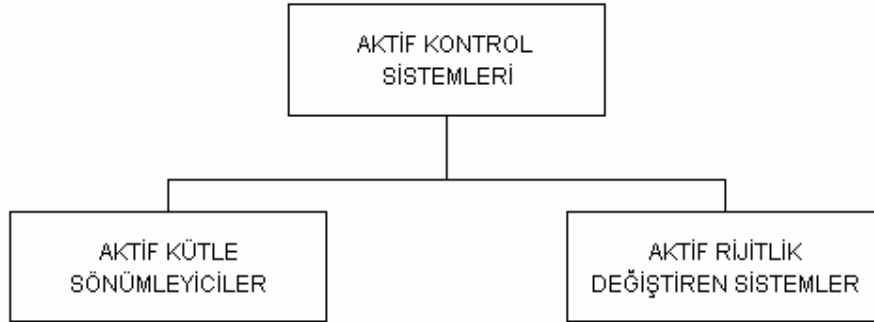 AKTİF KONTROL
SİSTEMLERİ
AKTİF KÜTLE
SÖNÜMLEYİCİLER
AKTİF RİJİTLİK
DEĞİŞTİREN SİSTEMLER